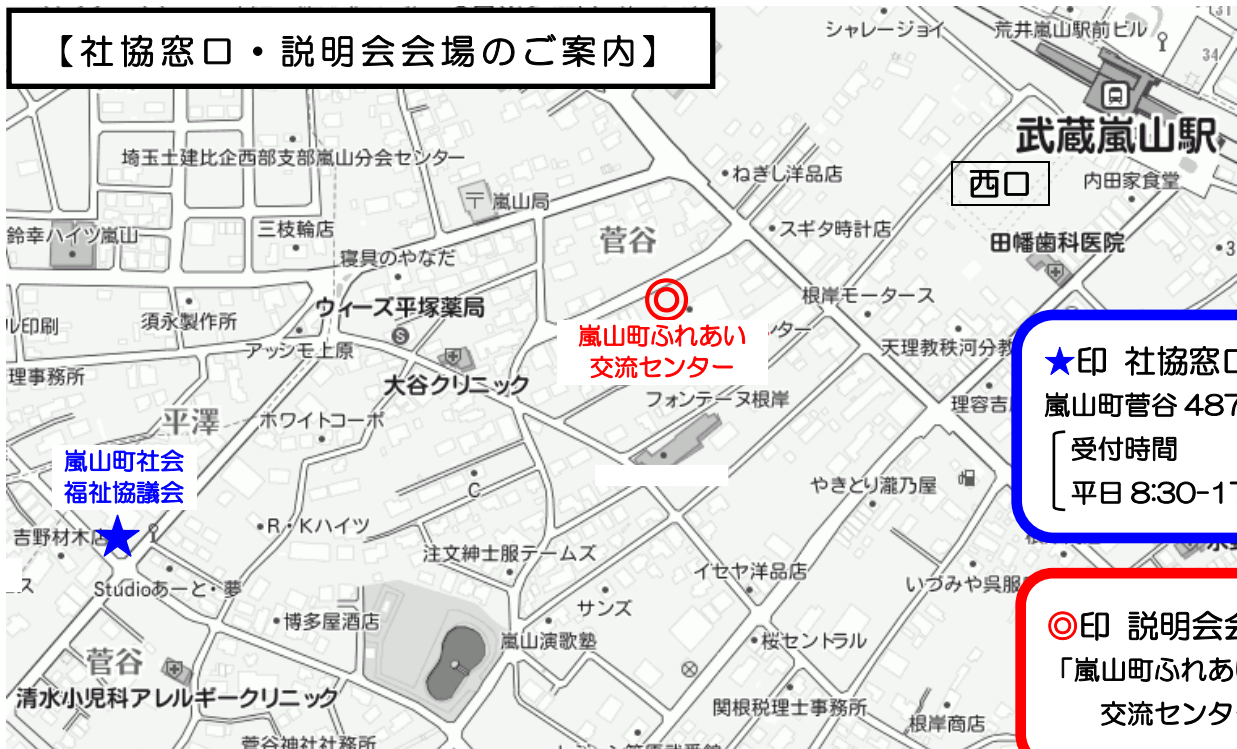 【社協窓口・説明会会場のご案内】
シャレージョイ
荒井嵐山駅前ビル
34
武蔵嵐山駅
西口
内田家食堂
埼玉土建比企西部支部嵐山分会センター
ねぎし洋品店
嵐山局
鈴幸ハイツ嵐山
三枝輪店
菅谷
スギタ時計店
田幡歯科医院
寝具のやなだ
ウィーズ平塚薬局
根岸モータース
ル印刷
須永製作所
アッシモ上原
嵐山町ふれあい
交流センター
ンター
天理教秩河分教
理事務所
大谷クリニック
フォンテーヌ根岸
理容吉
平澤
ホワイトコーポ
嵐山町社会
福祉協議会
C
やきとり瀧乃屋
吉野材木店
R・Kハイツ
注文紳士服テームズ
イセヤ洋品店
いづみや呉服
ス
Studioあーと・夢
博多屋酒店
サンズ
嵐山演歌塾
桜セントラル
菅谷
清水小児科アレルギークリニック
関根税理士事務所
根岸商店
菅谷神社社務所
★印 社協窓口
嵐山町菅谷 487
受付時間
平日 8:30-17
◎印 説明会会
「嵐山町ふれあい
交流センター